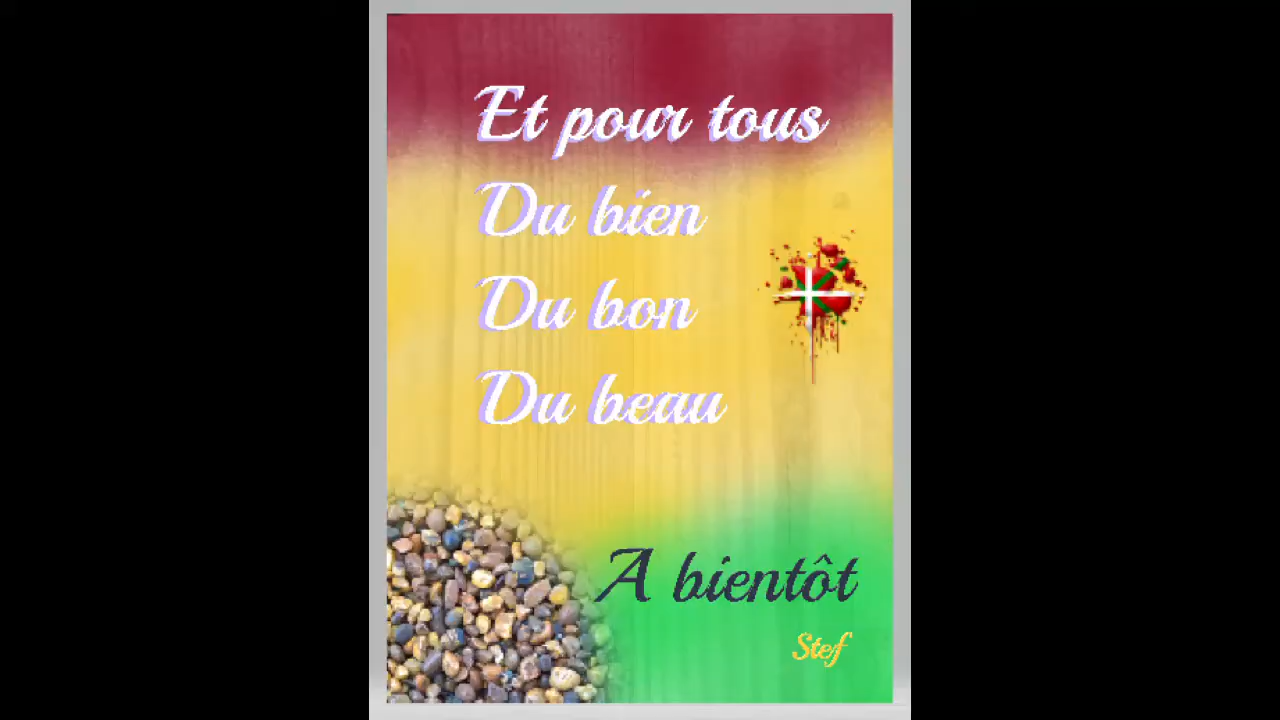 Et pour tous
Du bien
Du bon
Du beau
A bientôt
Stef